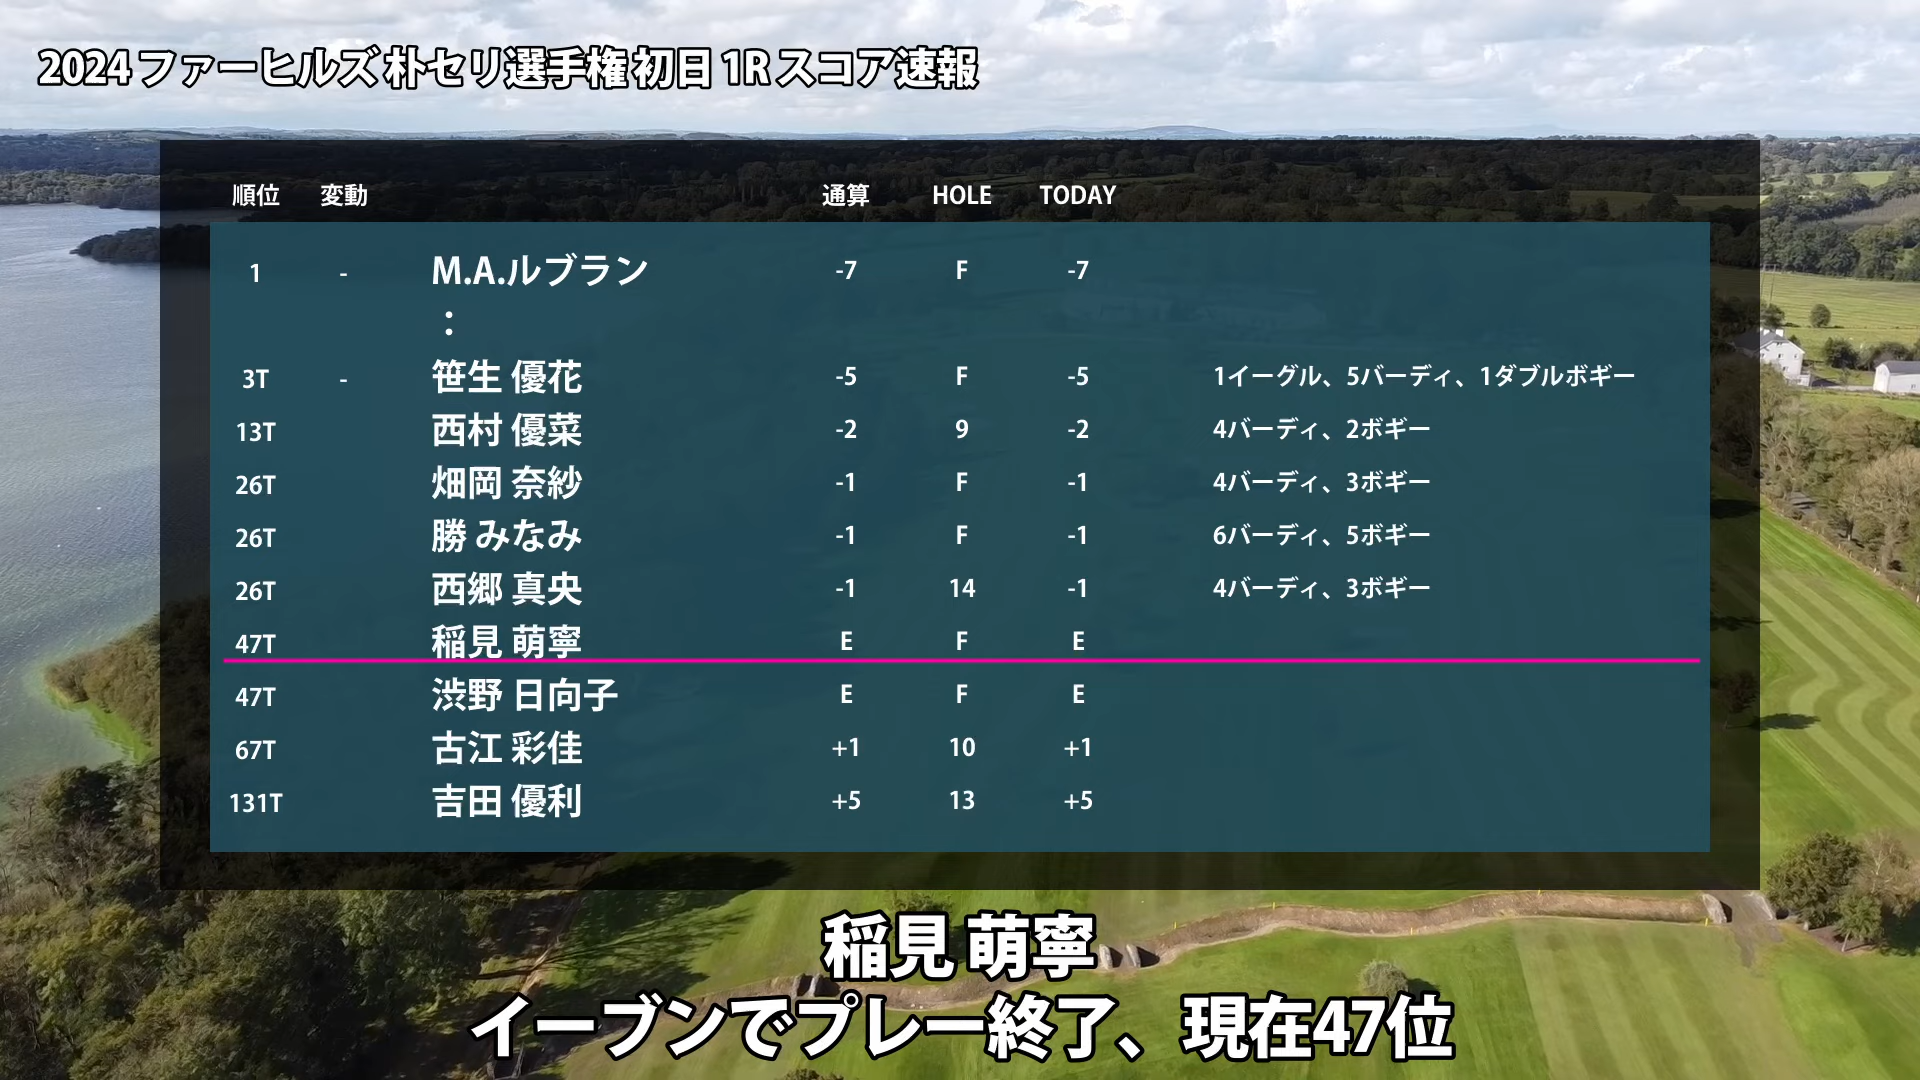 2024 ファーヒルズ 朴セリ選手権 初日 1R スコア速報
順位 変動 通算 HOLE TODAY
1 - M.A.ルブラン -7 F -7
：
3T - 笹生 優花 -5 F -5 1イーグル、5バーディ、1ダブルボギー
13T 西村 優菜 -2 9 -2 4バーディ、2ボギー
26T 畑岡 奈紗 -1 F -1 4バーディ、3ボギー
26T 勝 みなみ -1 F -1 6バーディ、5ボギー
26T 西郷 真央 -1 14 -1 4バーディ、3ボギー
47T 稲見 萌寧 E F E
47T 渋野 日向子 E F E
67T 古江 彩佳 +1 10 +1
131T 吉田 優利 +5 13 +5
稲見 萌寧
イーブンでプレー終了、現在47位